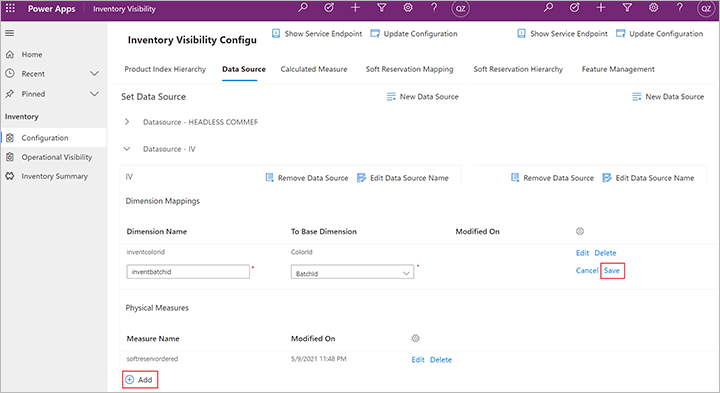 Power Apps Inventory Visibility QZ QZ
Inventory Visibility Configu Show Service Endpoint Update Configuration Show Service Endpoint Update Configuration
Home
Recent
Pinned
Inventory
Configuration
Operational Visibility
Inventory Summary
Product Index Hierarchy Data Source Calculated Measure Soft Reservation Mapping Soft Reservation Hierarchy Feature Management
Set Data Source New Data Source New Data Source
Datasource - HEADLESS COMMER
Datasource - IV
IV Remove Data Source Edit Data Source Name Remove Data Source Edit Data Source Name
Dimension Mappings
Dimension Name To Base Dimension Modified On
inventcolorid ColorId Edit Delete
inventbatchid * BatchId * Cancel Save
Physical Measures
Measure Name Modified On
softreservordered 5/9/2021 11:48 PM Edit Delete
Add